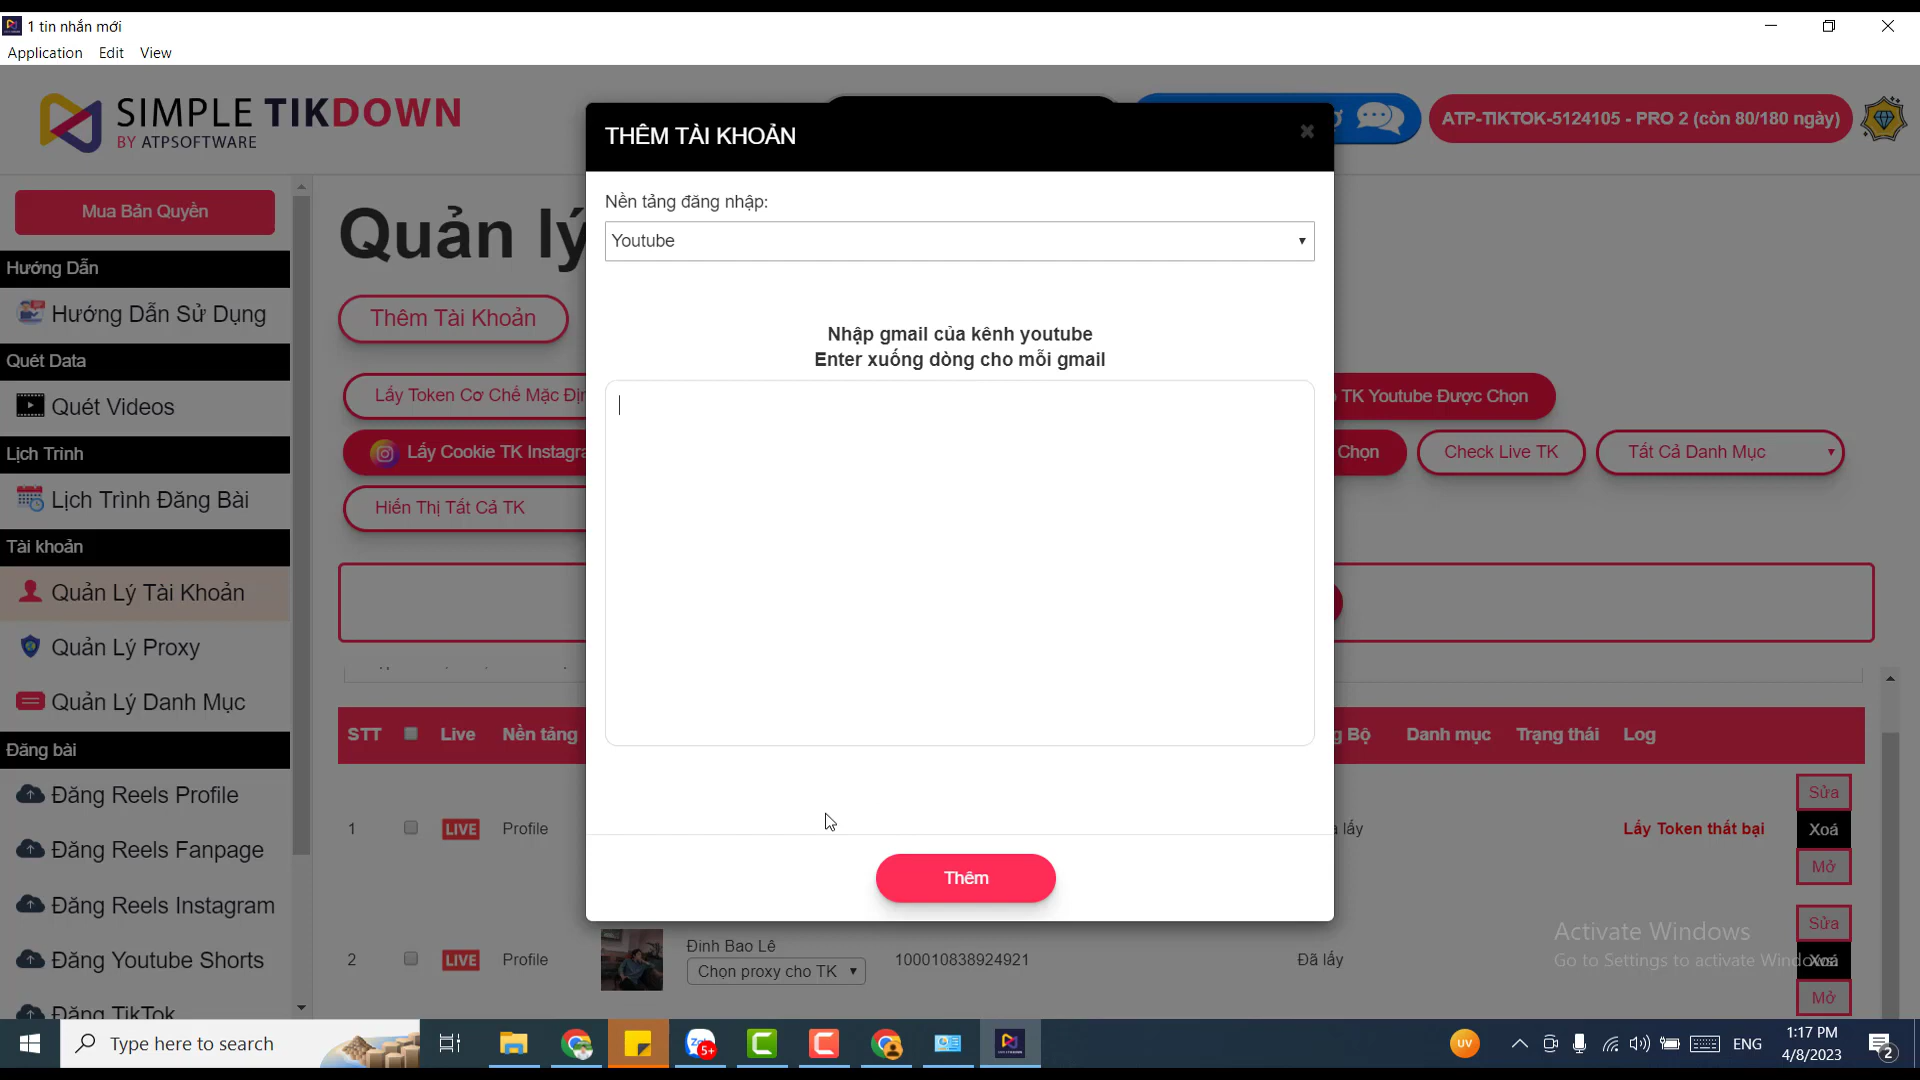 1 tin nhắn mới
Application Edit View
SIMPLE TIKDOWN
BY ATPSOFTWARE
ATP-TIKTOK-5124105 - PRO 2 (còn 80/180 ngày)
Mua Bản Quyền
Hướng Dẫn
Hướng Dẫn Sử Dụng
Quét Data
Quét Videos
Lịch Trình
Lịch Trình Đăng Bài
Tài khoản
Quản Lý Tài Khoản
Quản Lý Proxy
Quản Lý Danh Mục
Đăng bài
Đăng Reels Profile
Đăng Reels Fanpage
Đăng Reels Instagram
Đăng Youtube Shorts
Đăng TikTok
Quản lý
Thêm Tài Khoản
Lấy Token Cơ Chế Mặc Địn
TK Youtube Được Chọn
Lấy Cookie TK Instagra
Chọn
Check Live TK
Tất Cả Danh Mục
Hiển Thị Tất Cả TK
THÊM TÀI KHOẢN
Nền tảng đăng nhập:
Youtube
Nhập gmail của kênh youtube
Enter xuống dòng cho mỗi gmail
Thêm
STT Live Nền tảng g Bộ Danh mục Trạng thái Log
1 LIVE Profile lấy Lấy Token thất bại
Sửa
Xoá
Mở
2 LIVE Profile Đinh Bao Lê 100010838924921 Đã lấy
Chọn proxy cho TK
Sửa
Xoá
Mở
Activate Windows
Go to Settings to activate Windows
Type here to search
Zalo
5+
UV
ENG
1:17 PM
4/8/2023
2